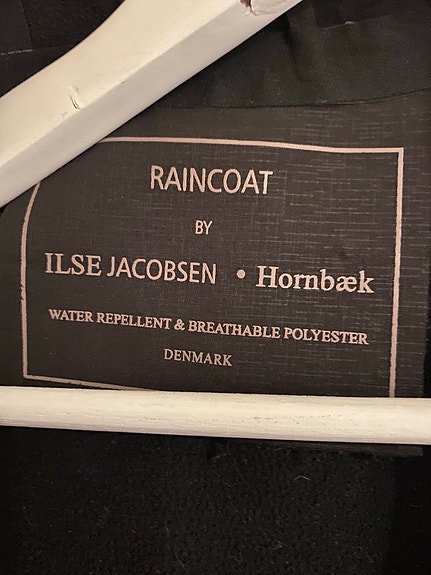 RAINCOAT
BY
ILSE JACOBSEN • Hornbæk
WATER REPELLENT & BREATHABLE POLYESTER
DENMARK